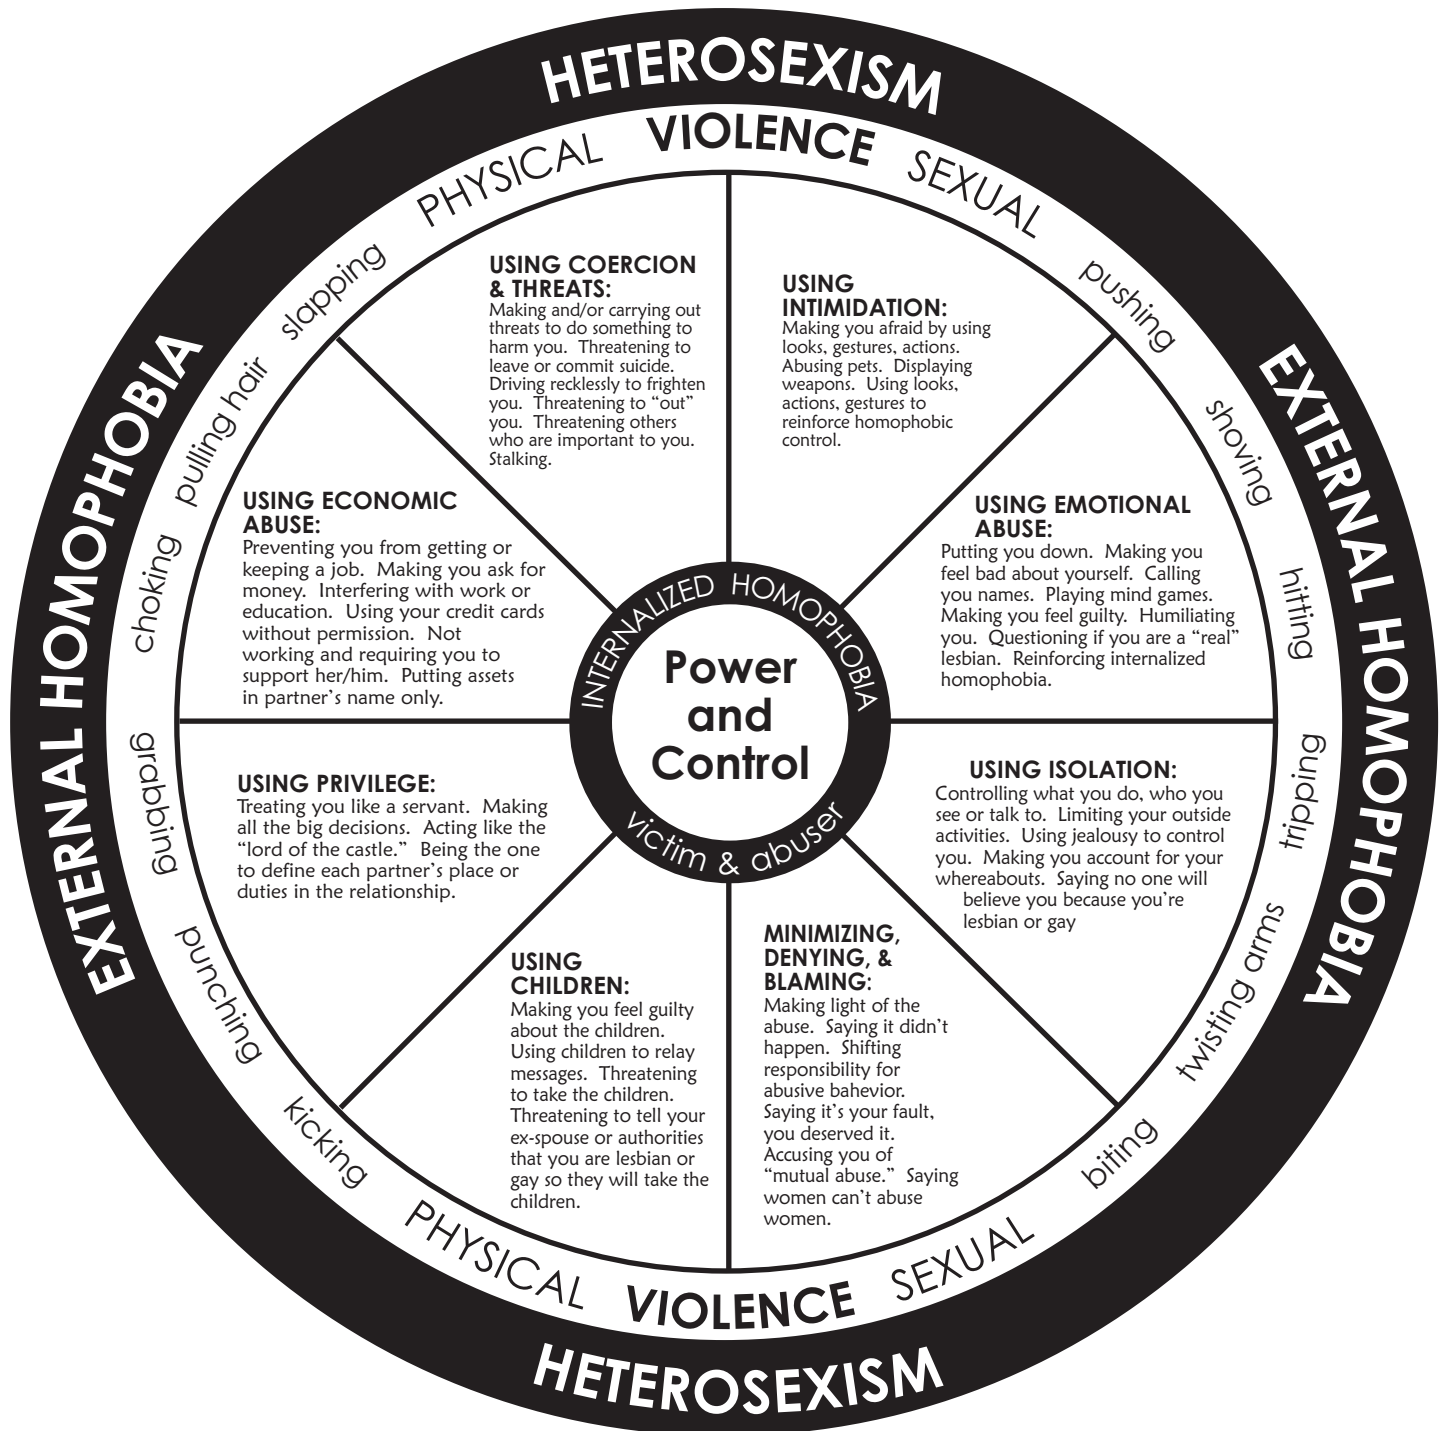 HETEROSEXISM
PHYSICAL VIOLENCE SEXUAL
pushing
shoving
hitting
tripping
twisting arms
biting
slapping
pulling hair
choking
grabbing
punching
kicking
EXTERNAL HOMOPHOBIA
EXTERNAL HOMOPHOBIA
USING COERCION
& THREATS:
Making and/or carrying out
threats to do something to
harm you. Threatening to
leave or commit suicide.
Driving recklessly to frighten
you. Threatening to “out”
you. Threatening others
who are important to you.
Stalking.
USING
INTIMIDATION:
Making you afraid by using
looks, gestures, actions.
Abusing pets. Displaying
weapons. Using looks,
actions, gestures to
reinforce homophobic
control.
USING ECONOMIC
ABUSE:
Preventing you from getting or
keeping a job. Making you ask for
money. Interfering with work or
education. Using your credit cards
without permission. Not
working and requiring you to
support her/him. Putting assets
in partner’s name only.
USING EMOTIONAL
ABUSE:
Putting you down. Making you
feel bad about yourself. Calling
you names. Playing mind games.
Making you feel guilty. Humiliating
you. Questioning if you are a “real”
lesbian. Reinforcing internalized
homophobia.
INTERNALIZED HOMOPHOBIA
Power
and
Control
victim & abuser
USING PRIVILEGE:
Treating you like a servant. Making
all the big decisions. Acting like the
“lord of the castle.” Being the one
to define each partner’s place or
duties in the relationship.
USING ISOLATION:
Controlling what you do, who you
see or talk to. Limiting your outside
activities. Using jealousy to control
you. Making you account for your
whereabouts. Saying no one will
believe you because you’re
lesbian or gay
USING
CHILDREN:
Making you feel guilty
about the children.
Using children to relay
messages. Threatening
to take the children.
Threatening to tell your
ex-spouse or authorities
that you are lesbian or
gay so they will take the
children.
MINIMIZING,
DENYING, &
BLAMING:
Making light of the
abuse. Saying it didn’t
happen. Shifting
responsibility for
abusive bahevior.
Saying it’s your fault,
you deserved it.
Accusing you of
“mutual abuse.” Saying
women can’t abuse
women.
PHYSICAL VIOLENCE SEXUAL
HETEROSEXISM